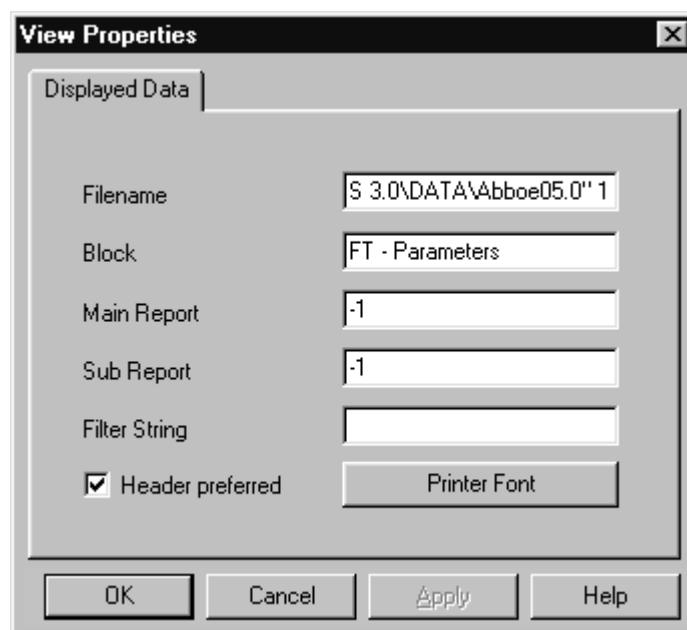 View Properties
Displayed Data
Filename S 3.0\DATA\Abboe05.0" 1
Block FT - Parameters
Main Report -1
Sub Report -1
Filter String
Header preferred Printer Font
OK Cancel Apply Help